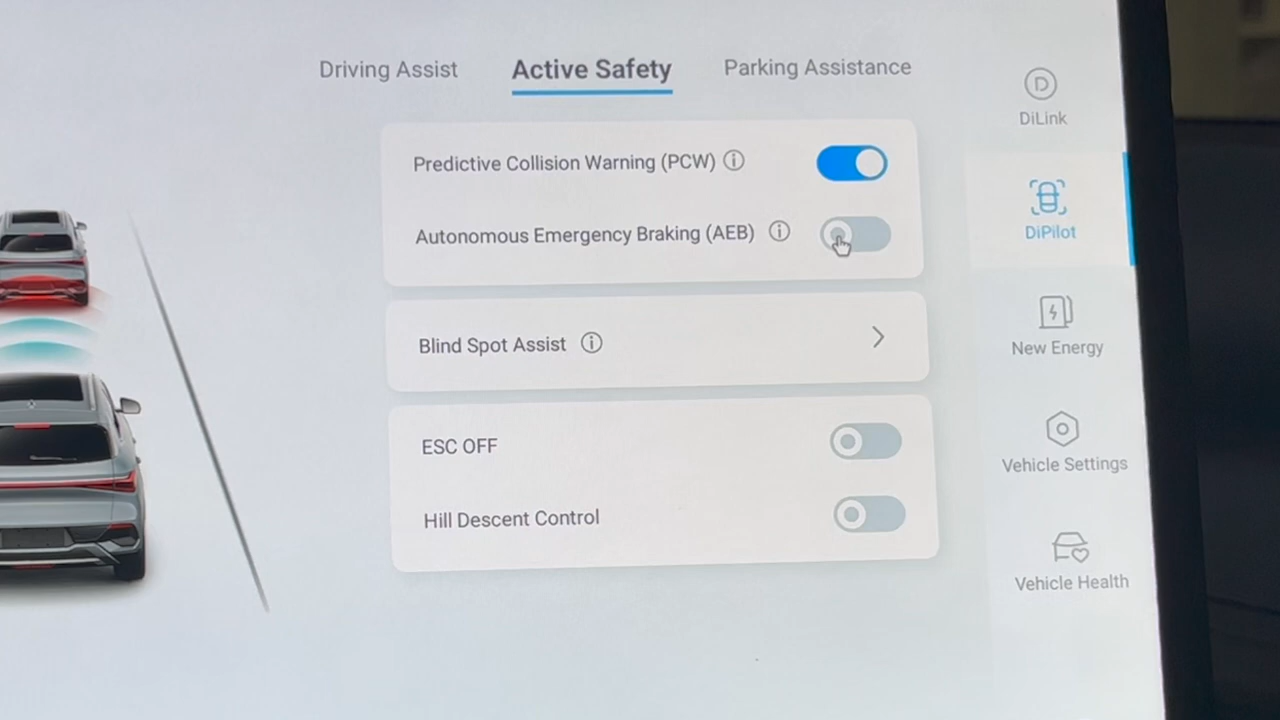 Driving Assist
Active Safety
Parking Assistance
Predictive Collision Warning (PCW)
Autonomous Emergency Braking (AEB)
Blind Spot Assist
ESC OFF
Hill Descent Control
DiLink
DiPilot
New Energy
Vehicle Settings
Vehicle Health